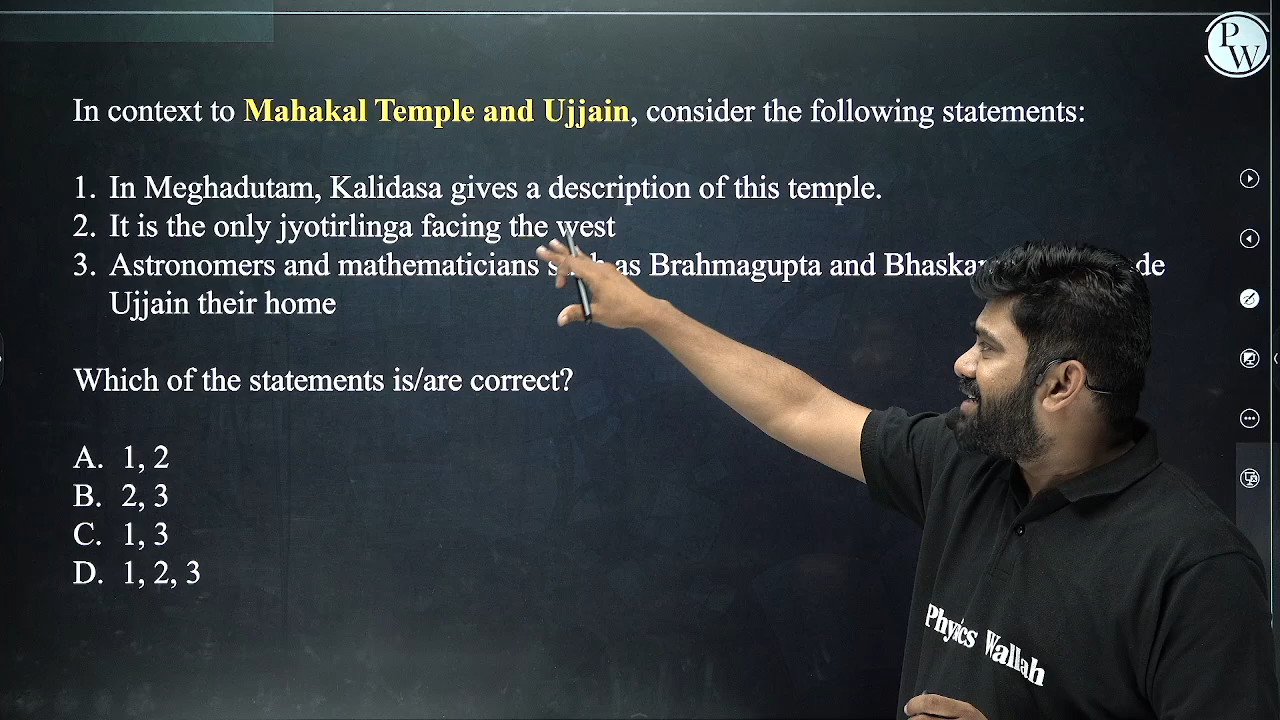 P
W
In context to Mahakal Temple and Ujjain, consider the following statements:
1. In Meghadutam, Kalidasa gives a description of this temple.
2. It is the only jyotirlinga facing the west
3. Astronomers and mathematicians as Brahmagupta and
Ujjain their home
Which of the statements is/are correct?
A. 1, 2
B. 2, 3
C. 1, 3
D. 1, 2, 3
Physics Wallah